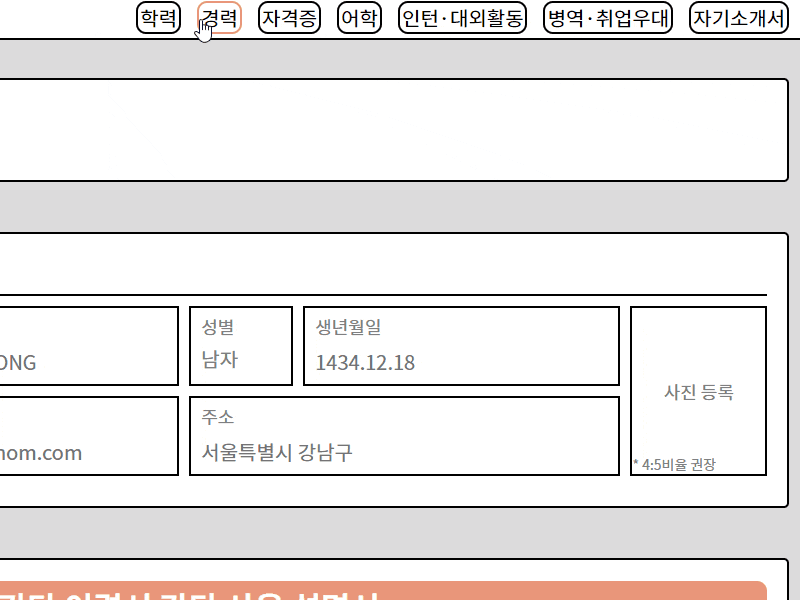 학력 경력 자격증 어학 인턴·대외활동 병역·취업우대 자기소개서
성별
생년월일
ONG
남자
1434.12.18
사진 등록
주소
nom.com
서울특별시 강남구
* 4:5비율 권장